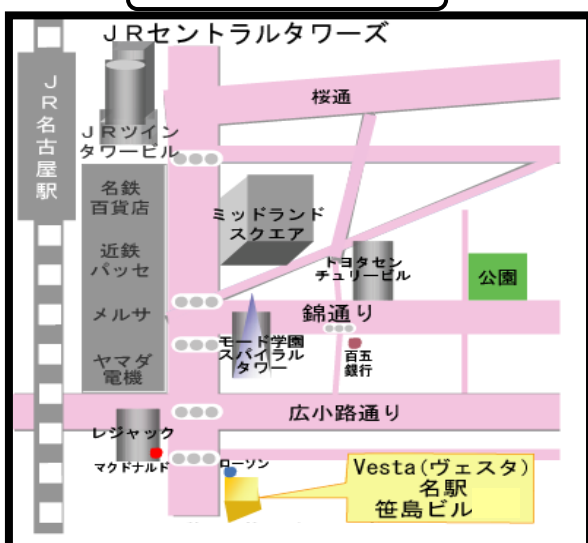 ＪＲセントラルタワーズ
ＪＲ名古屋駅
ＪＲツイン
タワービル
桜通
名鉄
百貨店
ミッドランド
スクエア
近鉄
パッセ
トヨタセン
チュリービル
公園
メルサ
錦通り
モード学園
スパイラル
タワー
百五
銀行
ヤマダ
電機
広小路通り
レジャック
マクドナルド
ローソン
Vesta(ヴェスタ)
名駅
笹島ビル